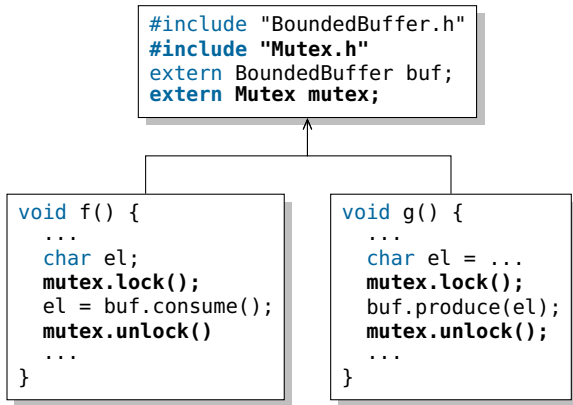 #include "BoundedBuffer.h"
#include "Mutex.h"
extern BoundedBuffer buf;
extern Mutex mutex;
void f() {
  ...
  char el;
  mutex.lock();
  el = buf.consume();
  mutex.unlock()
  ...
}
void g() {
  ...
  char el = ...
  mutex.lock();
  buf.produce(el);
  mutex.unlock();
  ...
}